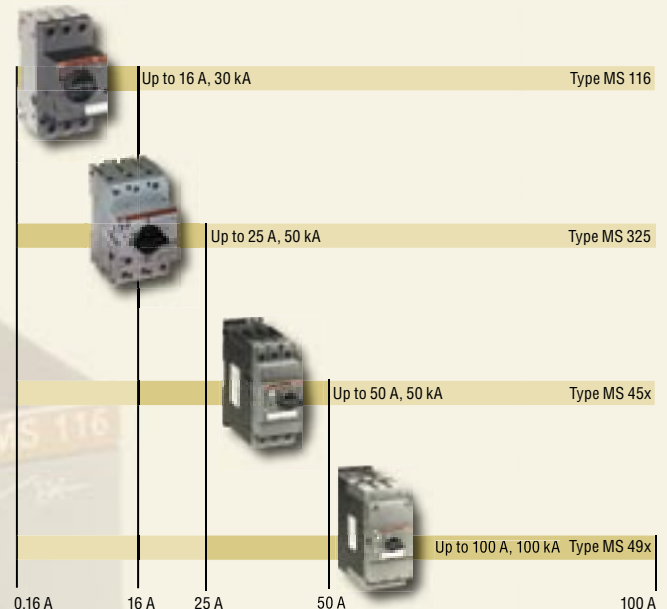 Up to 16 A, 30 kA Type MS 116
Up to 25 A, 50 kA Type MS 325
Up to 50 A, 50 kA Type MS 45x
MS 116
Up to 100 A, 100 kA Type MS 49x
0.16 A 16 A 25 A 50 A 100 A